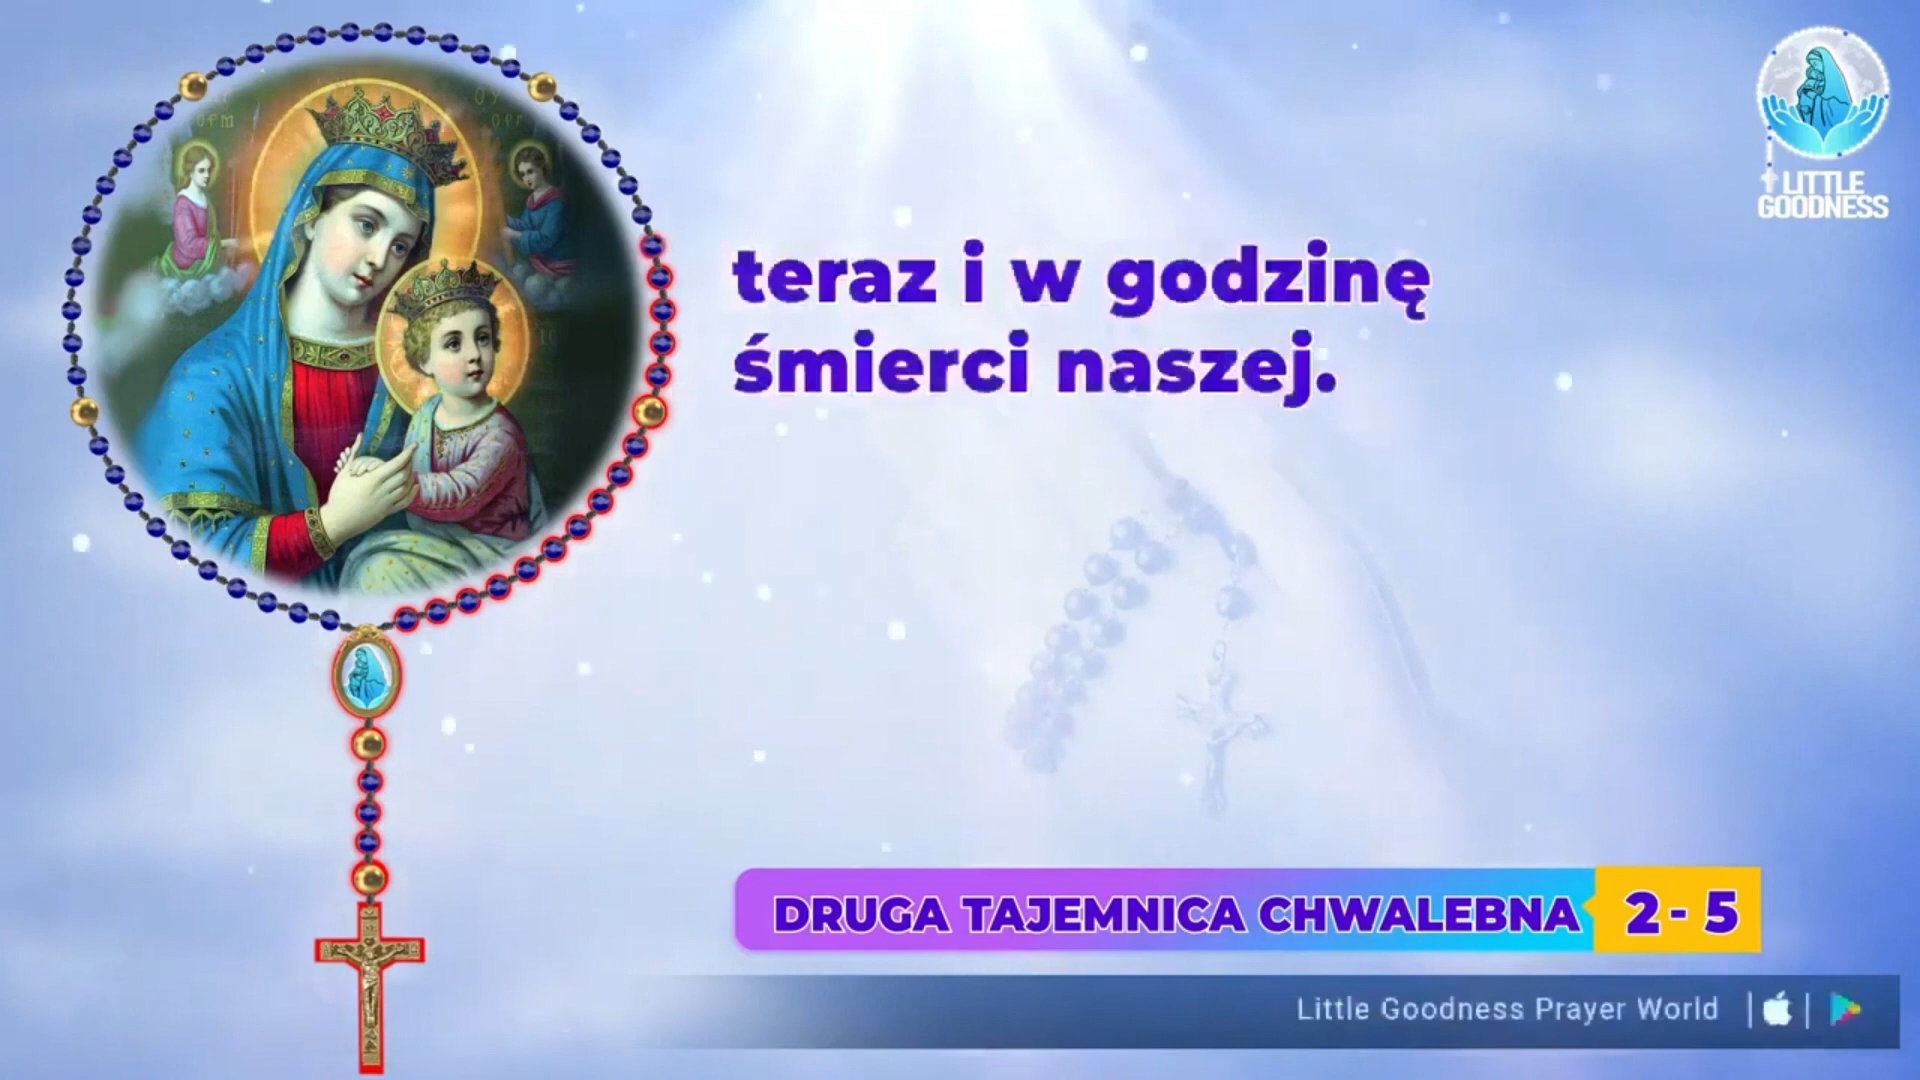 LITTLE
GOODNESS
teraz i w godzinę
śmierci naszej.
DRUGA TAJEMNICA CHWALEBNA 2 - 5
Little Goodness Prayer World